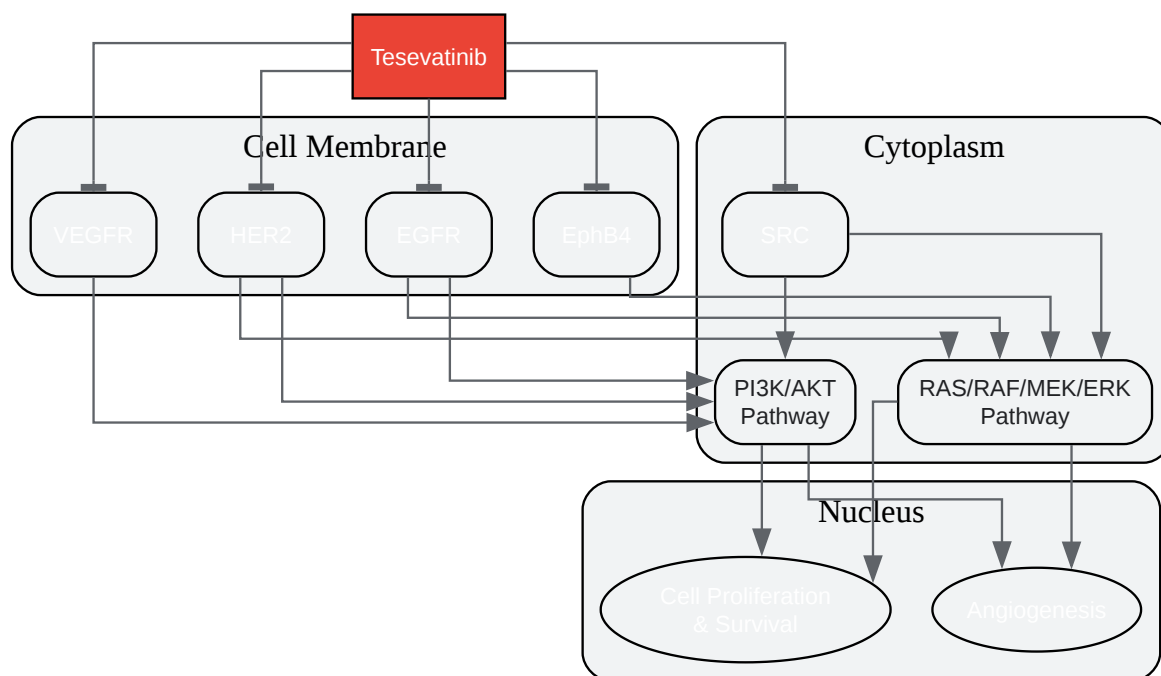 Tesevatinib
Cell Membrane
Cytoplasm
VEGFR
HER2
EGFR
EphB4
SRC
PI3K/AKT
Pathway
RAS/RAF/MEK/ERK
Pathway
Nucleus
Cell Proliferation
& Survival
Angiogenesis